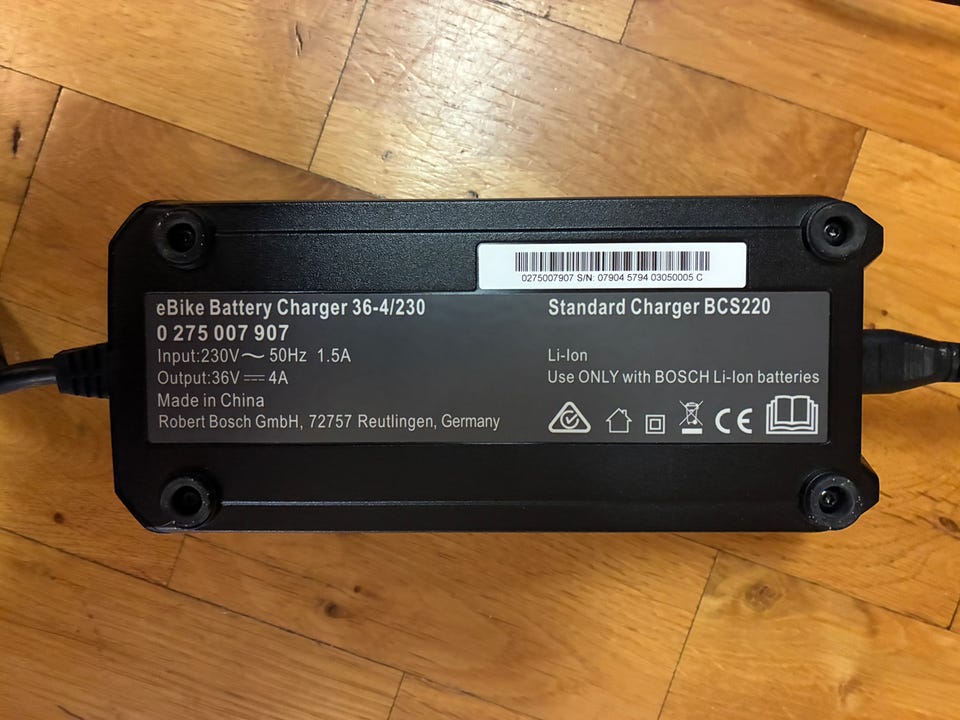 0275007907 S/N: 07904 5794 03050005 C
eBike Battery Charger 36-4/230
0 275 007 907
Input:230V～ 50Hz 1.5A
Output:36V⎓4A
Made in China
Robert Bosch GmbH, 72757 Reutlingen, Germany
Standard Charger BCS220
Li-Ion
Use ONLY with BOSCH Li-Ion batteries
CE